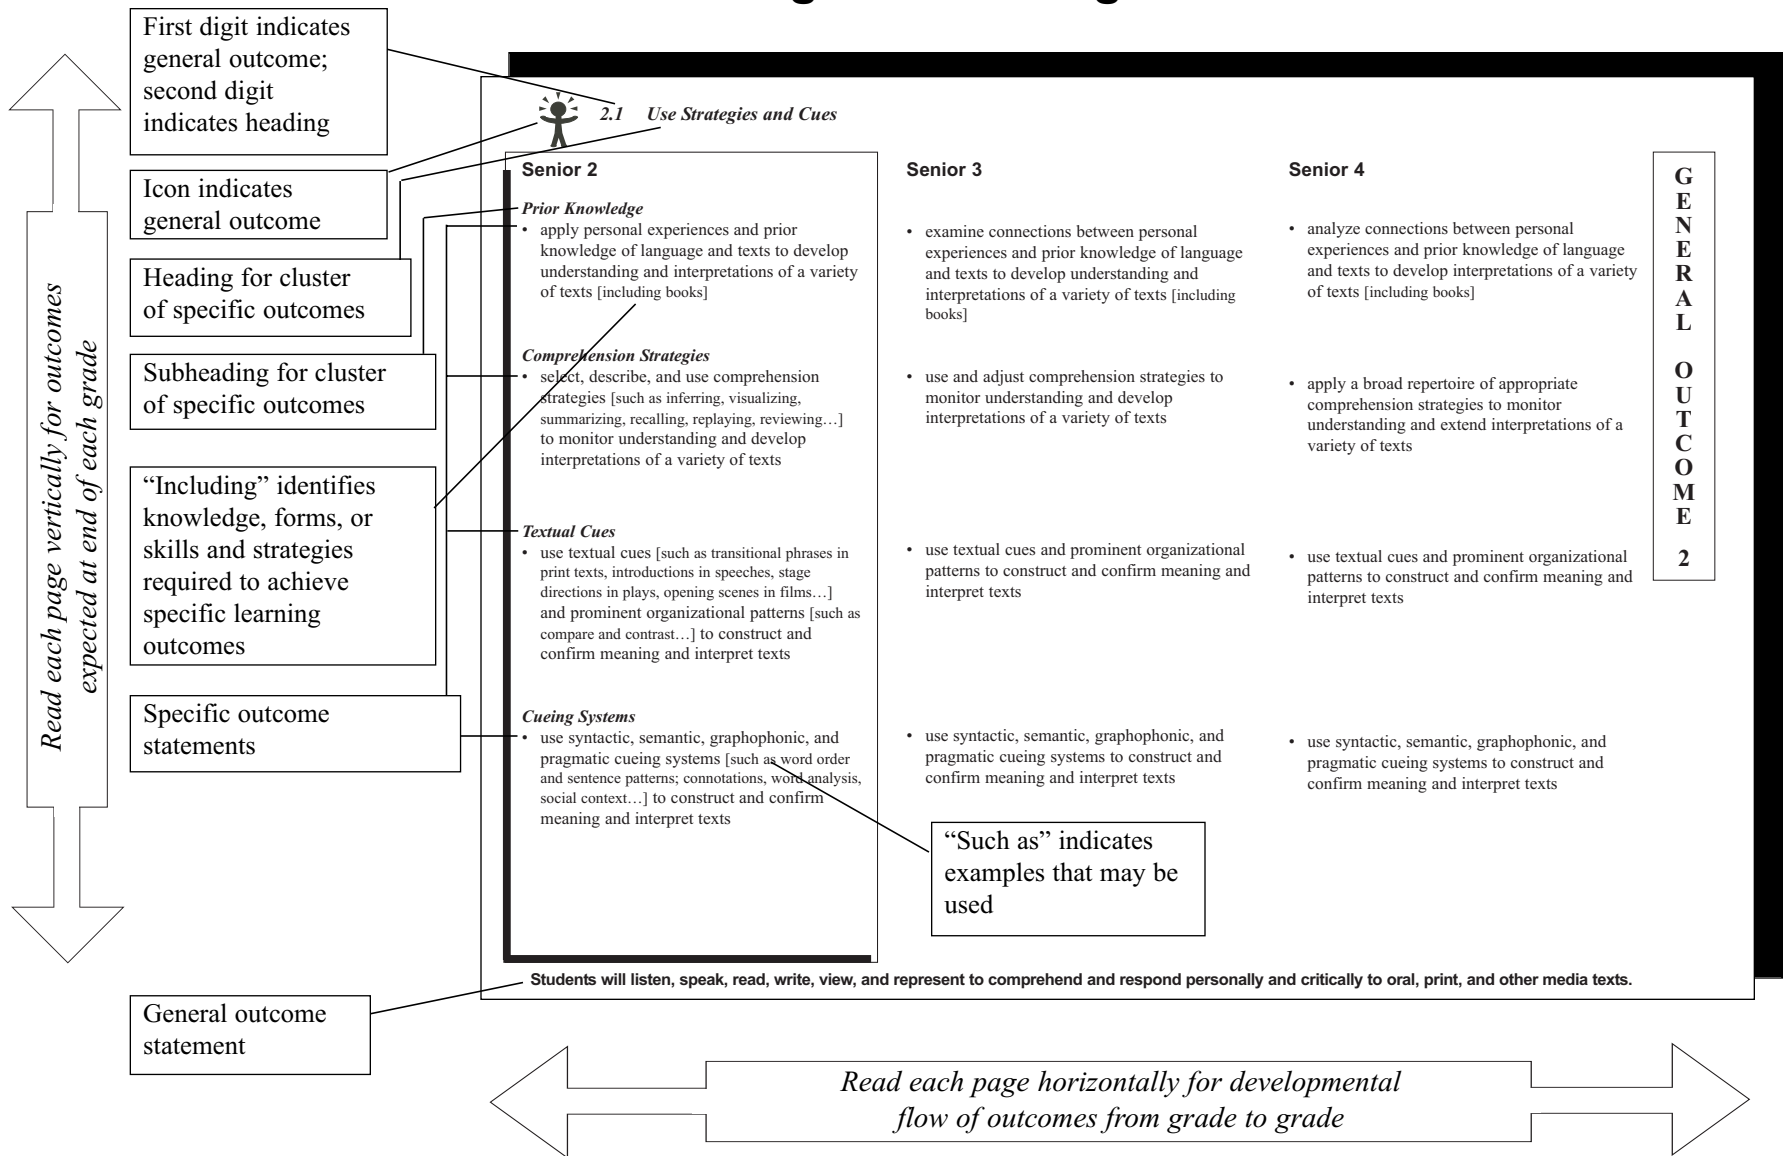 First digit indicates
general outcome;
second digit
indicates heading
Icon indicates
general outcome
Heading for cluster
of specific outcomes
Subheading for cluster
of specific outcomes
“Including” identifies
knowledge, forms, or
skills and strategies
required to achieve
specific learning
outcomes
Specific outcome
statements
General outcome
statement
Read each page vertically for outcomes
expected at end of each grade
2.1 Use Strategies and Cues
Senior 2
Prior Knowledge
• apply personal experiences and prior
knowledge of language and texts to develop
understanding and interpretations of a variety
of texts [including books]
Comprehension Strategies
• select, describe, and use comprehension
strategies [such as inferring, visualizing,
summarizing, recalling, replaying, reviewing…]
to monitor understanding and develop
interpretations of a variety of texts
Textual Cues
• use textual cues [such as transitional phrases in
print texts, introductions in speeches, stage
directions in plays, opening scenes in films…]
and prominent organizational patterns [such as
compare and contrast…] to construct and
confirm meaning and interpret texts
Cueing Systems
• use syntactic, semantic, graphophonic, and
pragmatic cueing systems [such as word order
and sentence patterns; connotations, word analysis,
social context…] to construct and confirm
meaning and interpret texts
Senior 3
• examine connections between personal
experiences and prior knowledge of language
and texts to develop understanding and
interpretations of a variety of texts [including
books]
• use and adjust comprehension strategies to
monitor understanding and develop
interpretations of a variety of texts
• use textual cues and prominent organizational
patterns to construct and confirm meaning and
interpret texts
• use syntactic, semantic, graphophonic, and
pragmatic cueing systems to construct and
confirm meaning and interpret texts
“Such as” indicates
examples that may be
used
Senior 4
• analyze connections between personal
experiences and prior knowledge of language
and texts to develop interpretations of a variety
of texts [including books]
• apply a broad repertoire of appropriate
comprehension strategies to monitor
understanding and extend interpretations of a
variety of texts
• use textual cues and prominent organizational
patterns to construct and confirm meaning and
interpret texts
• use syntactic, semantic, graphophonic, and
pragmatic cueing systems to construct and
confirm meaning and interpret texts
GENERAL OUTCOME 2
Students will listen, speak, read, write, view, and represent to comprehend and respond personally and critically to oral, print, and other media texts.
Read each page horizontally for developmental
flow of outcomes from grade to grade